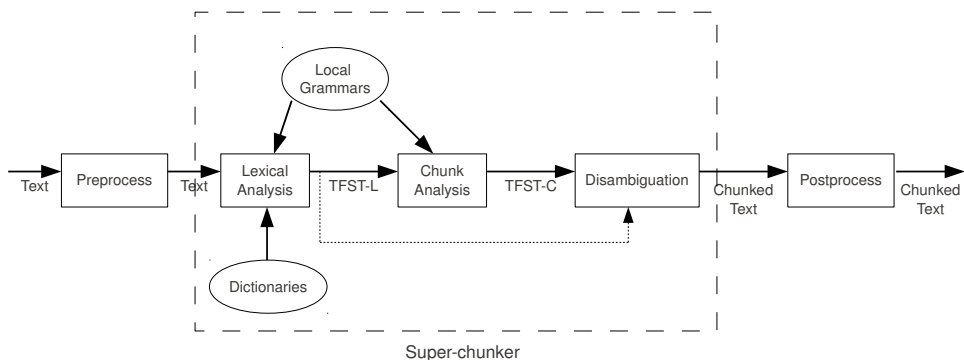 Local
Grammars
Text
Preprocess
Text
Lexical
Analysis
TFST-L
Chunk
Analysis
TFST-C
Disambiguation
Chunked
Text
Postprocess
Chunked
Text
Dictionaries
Super-chunker